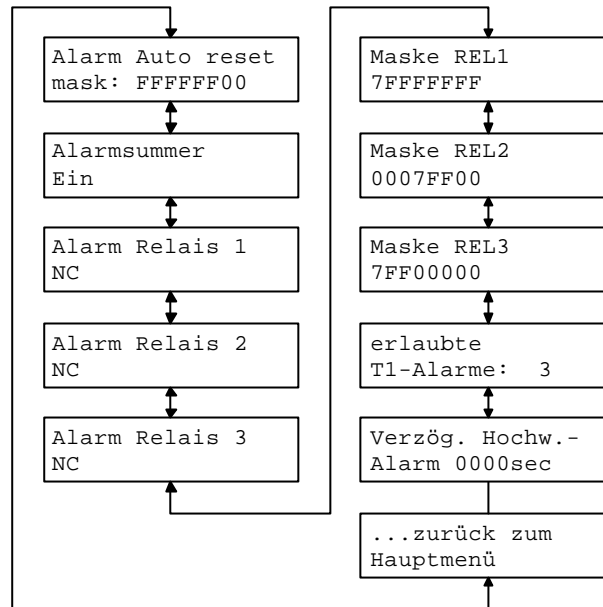 Alarm Auto reset
mask: FFFFFF00
Alarmsummer
Ein
Alarm Relais 1
NC
Alarm Relais 2
NC
Alarm Relais 3
NC
Maske REL1
7FFFFFFF
Maske REL2
0007FF00
Maske REL3
7FF00000
erlaubte
T1-Alarme:  3
Verzög. Hochw.-
Alarm 0000sec
...zurück zum
Hauptmenü